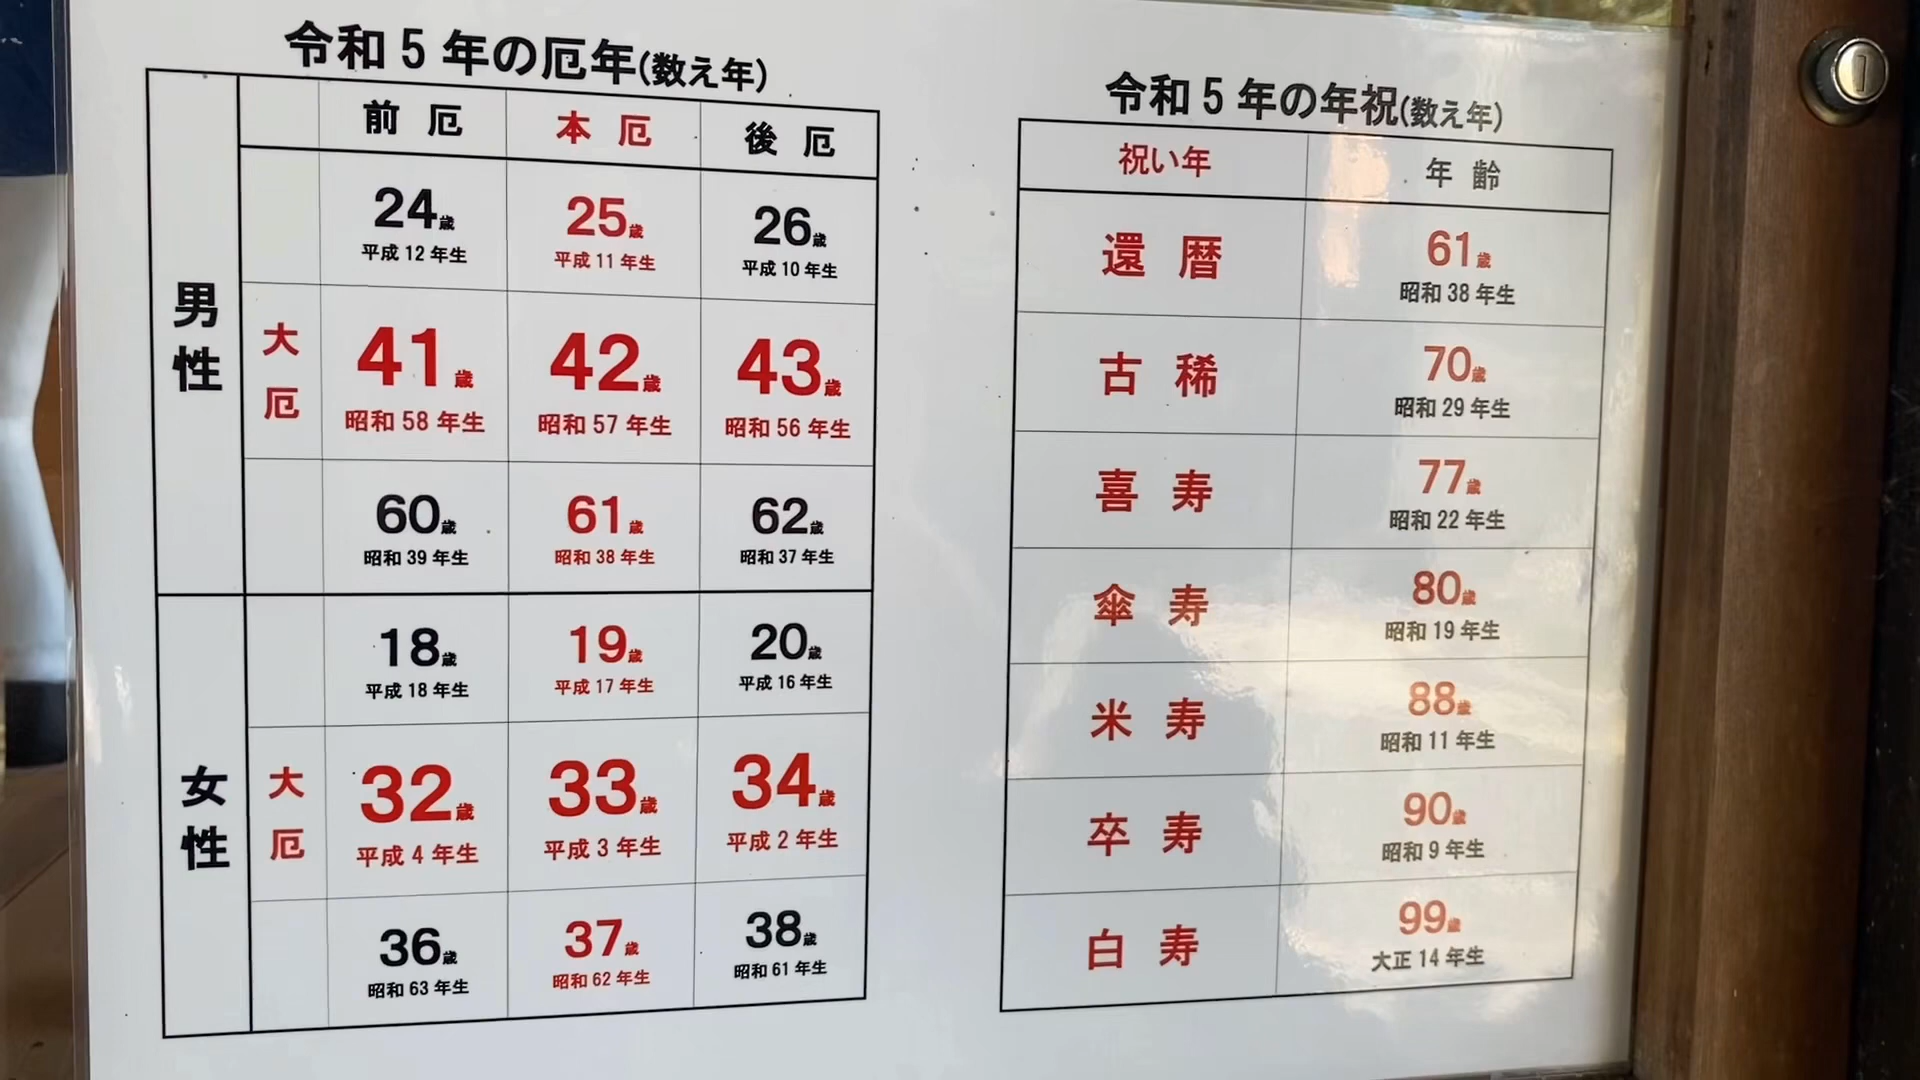 令和5年の厄年(数え年)
前厄 本厄 後厄
男性
24歳 25歳 26歳
平成12年生 平成11年生 平成10年生
大厄
41歳 42歳 43歳
昭和58年生 昭和57年生 昭和56年生
60歳 61歳 62歳
昭和39年生 昭和38年生 昭和37年生
女性
18歳 19歳 20歳
平成18年生 平成17年生 平成16年生
大厄
32歳 33歳 34歳
平成4年生 平成3年生 平成2年生
36歳 37歳 38歳
昭和63年生 昭和62年生 昭和61年生
令和5年の年祝(数え年)
祝い年 年齢
還暦 61歳
昭和38年生
古稀 70歳
昭和29年生
喜寿 77歳
昭和22年生
傘寿 80歳
昭和19年生
米寿 88歳
昭和11年生
卒寿 90歳
昭和9年生
白寿 99歳
大正14年生